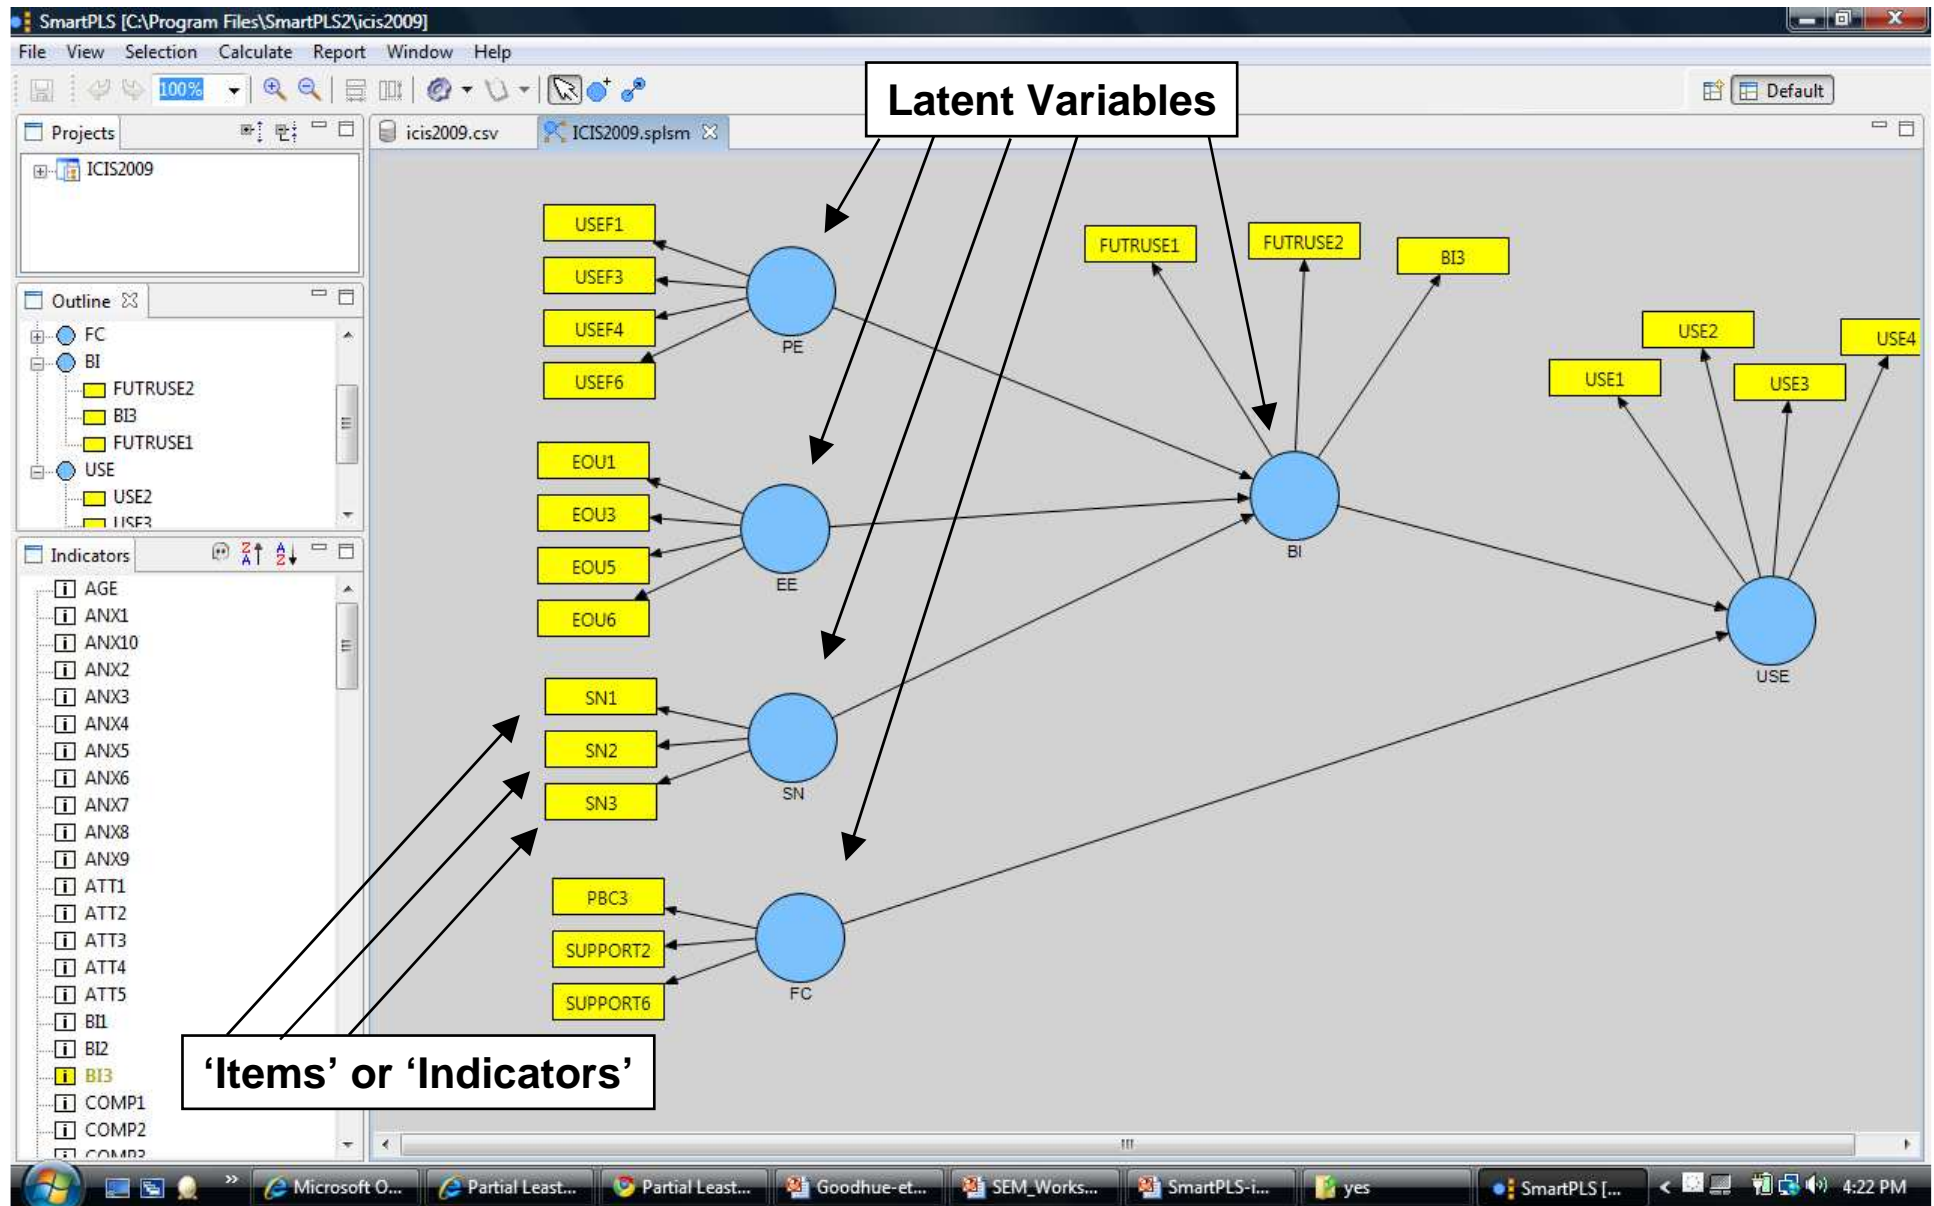 SmartPLS [C:\Program Files\SmartPLS2\icis2009]
File View Selection Calculate Report Window Help
100%
Default
Latent Variables
Projects
icis2009.csv
ICIS2009.splsm
ICIS2009
Outline
FC
BI
FUTRUSE2
BI3
FUTRUSE1
USE
USE2
USE3
Indicators
AGE
ANX1
ANX10
ANX2
ANX3
ANX4
ANX5
ANX6
ANX7
ANX8
ANX9
ATT1
ATT2
ATT3
ATT4
ATT5
BI1
BI2
BI3
COMP1
COMP2
COMP3
USEF1
USEF3
USEF4
USEF6
PE
EOU1
EOU3
EOU5
EOU6
EE
SN1
SN2
SN3
SN
PBC3
SUPPORT2
SUPPORT6
FC
FUTRUSE1
FUTRUSE2
BI3
BI
USE1
USE2
USE3
USE4
USE
‘Items’ or ‘Indicators’
Microsoft O...
Partial Least...
Partial Least...
Goodhue-et...
SEM_Works...
SmartPLS-i...
yes
SmartPLS [...
4:22 PM